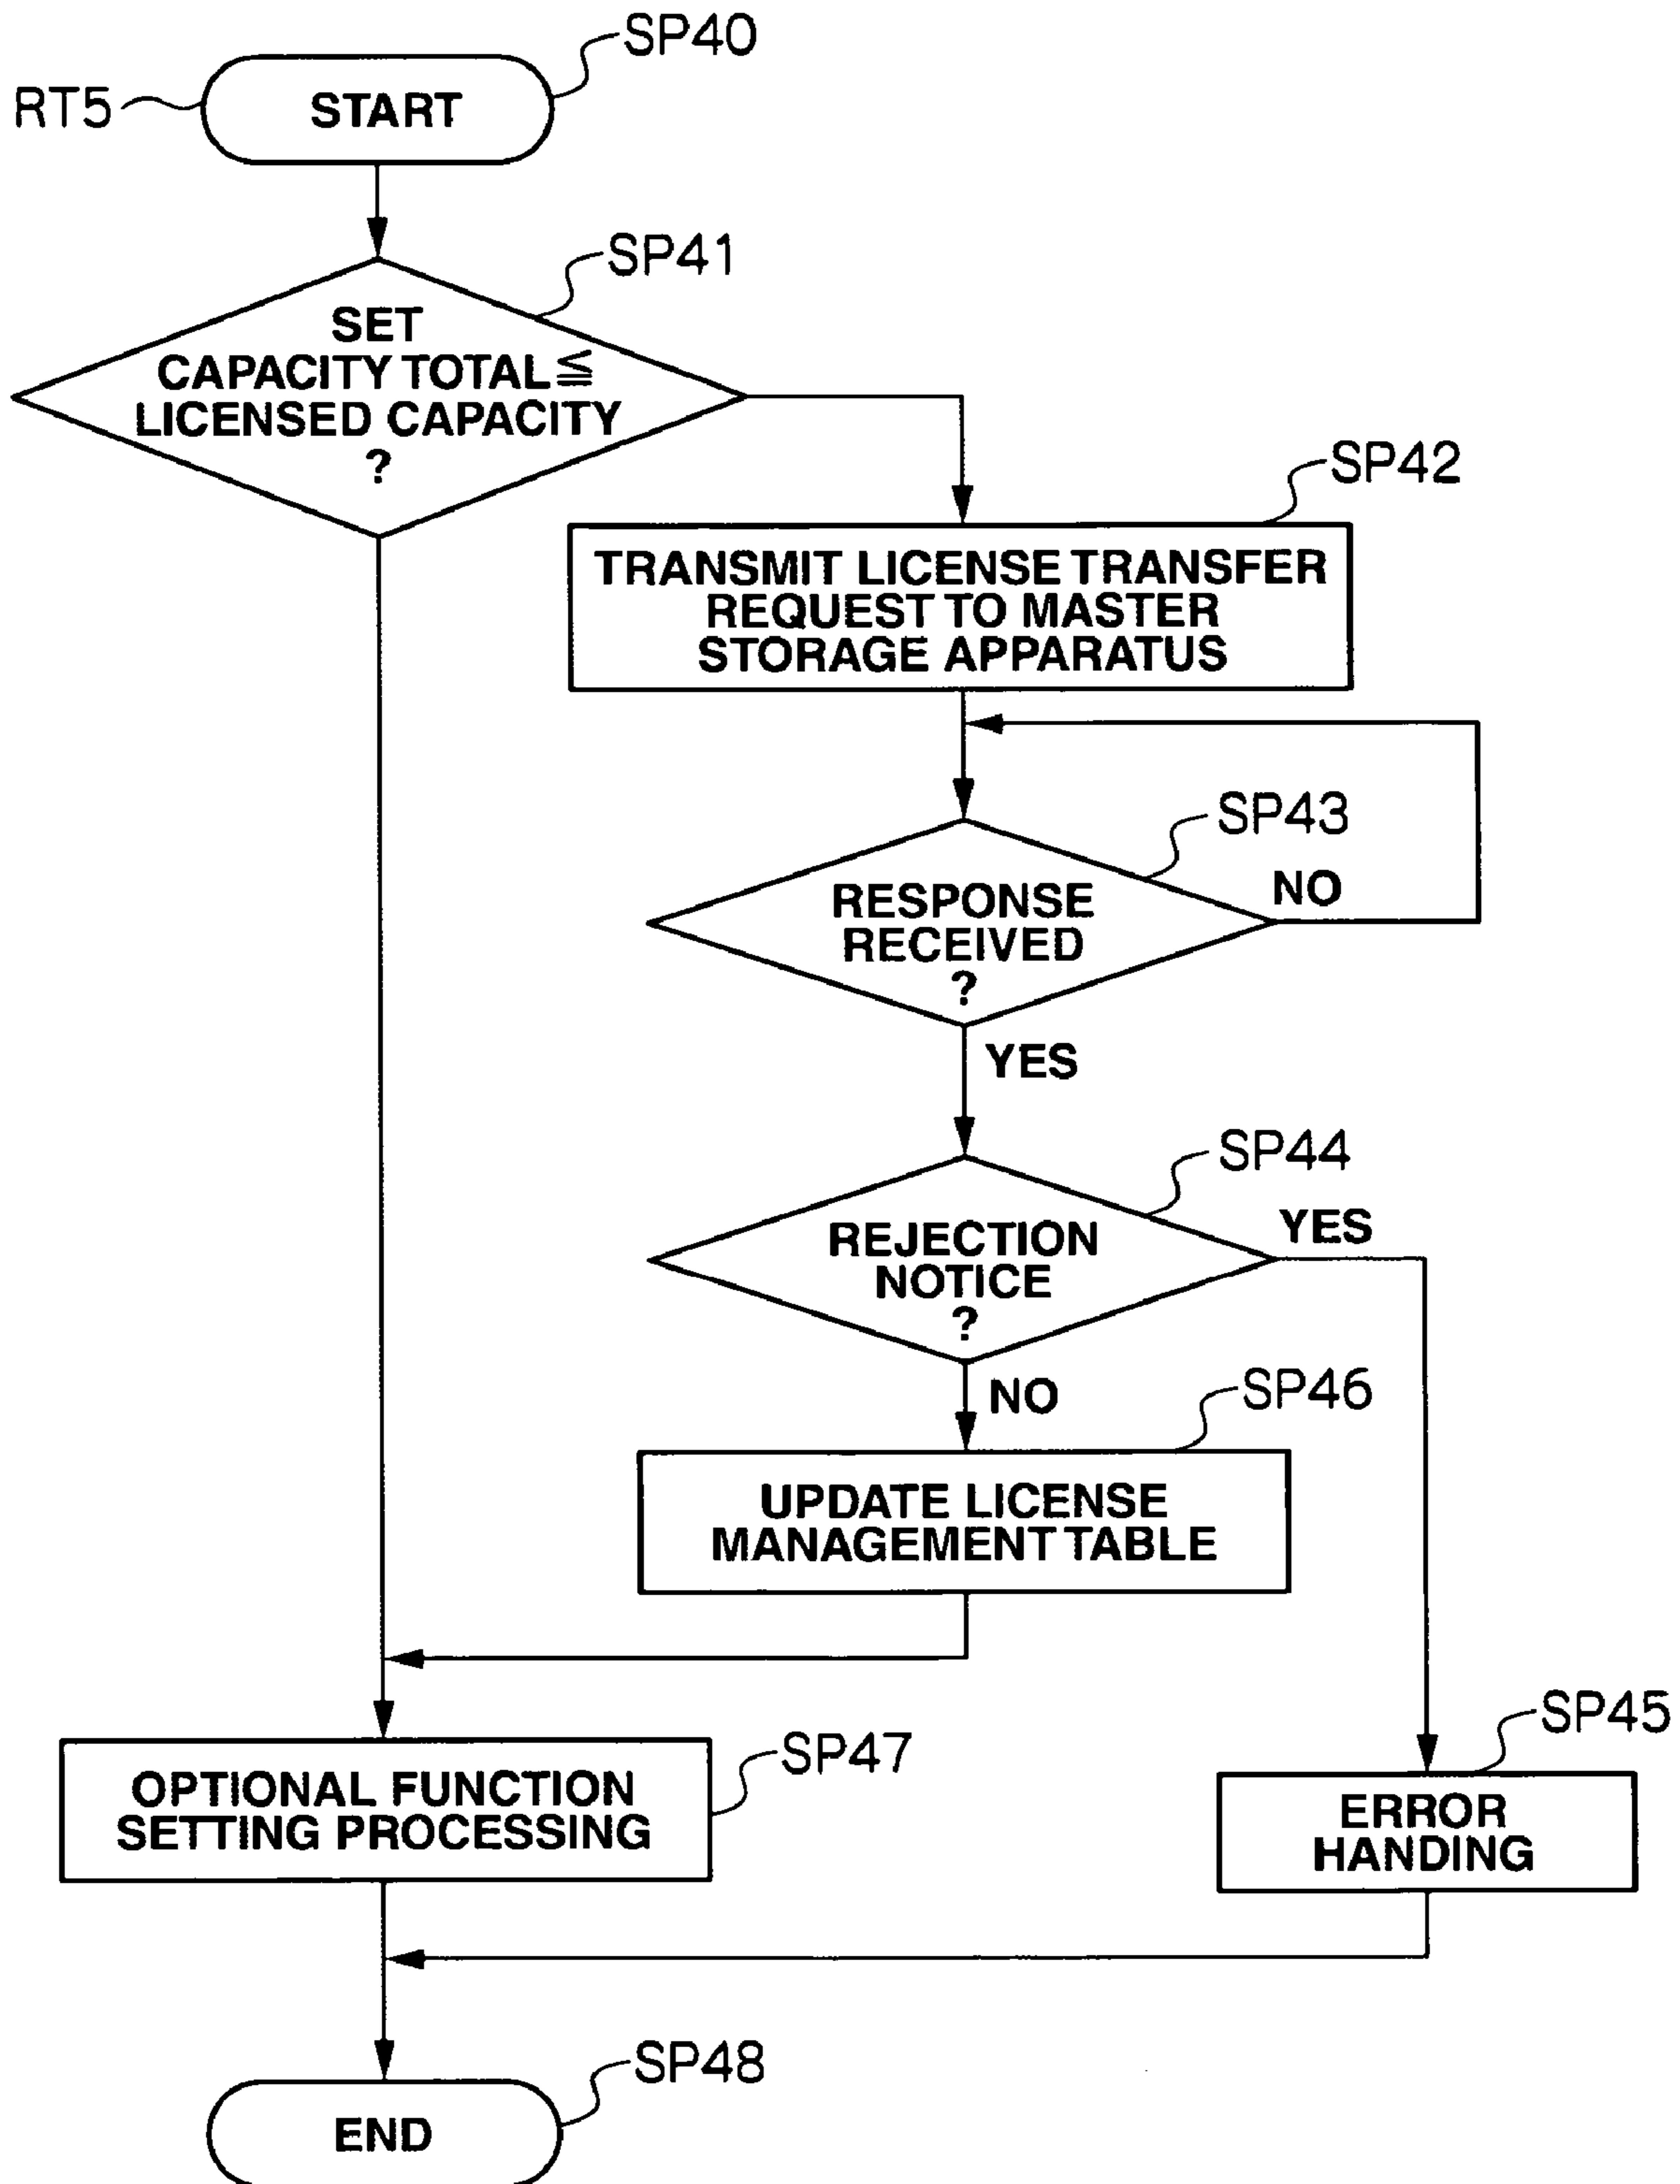 SP40
RT5
START
SP41
SET
CAPACITY TOTAL ≦
LICENSED CAPACITY
?
SP42
TRANSMIT LICENSE TRANSFER
REQUEST TO MASTER
STORAGE APPARATUS
SP43
RESPONSE
RECEIVED
?
NO
YES
SP44
REJECTION
NOTICE
?
YES
NO
SP46
UPDATE LICENSE
MANAGEMENT TABLE
SP47
OPTIONAL FUNCTION
SETTING PROCESSING
SP45
ERROR
HANDING
SP48
END